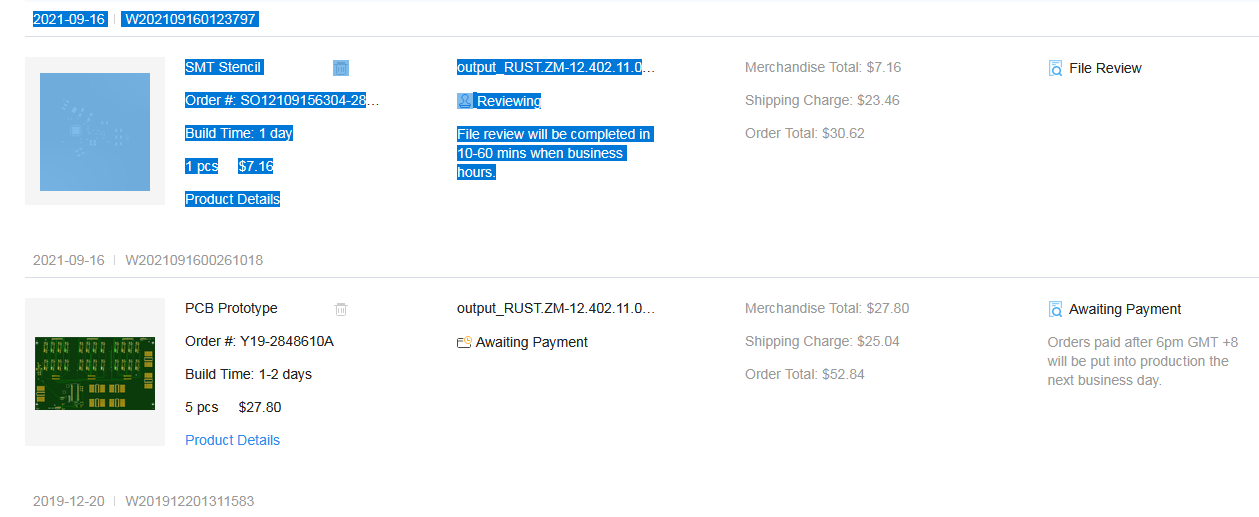 2021-09-16 W202109160123797
SMT Stencil
Order #: SO12109156304-28...
Build Time: 1 day
1 pcs $7.16
Product Details
output_RUST.ZM-12.402.11.0...
Reviewing
File review will be completed in
10-60 mins when business
hours.
Merchandise Total: $7.16
Shipping Charge: $23.46
Order Total: $30.62
File Review
2021-09-16 W2021091600261018
PCB Prototype
Order #: Y19-2848610A
Build Time: 1-2 days
5 pcs $27.80
Product Details
output_RUST.ZM-12.402.11.0...
Awaiting Payment
Merchandise Total: $27.80
Shipping Charge: $25.04
Order Total: $52.84
Awaiting Payment
Orders paid after 6pm GMT +8
will be put into production the
next business day.
2019-12-20 W201912201311583